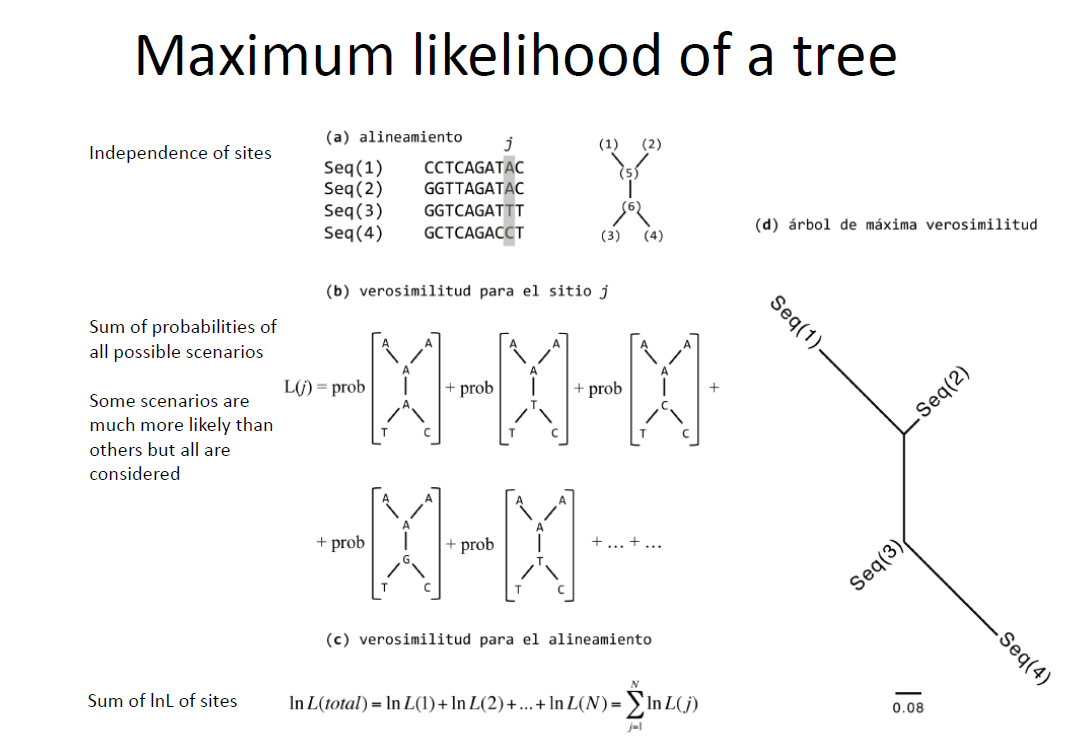 Maximum likelihood of a tree
Independence of sites
(a) alineamiento
j
Seq(1) CCTCAGATAC
Seq(2) GGTTAGATAC
Seq(3) GGTCAGATTT
Seq(4) GCTCAGACCT
(1) (2)
(5)
(6)
(3) (4)
(b) verosimilitud para el sitio j
Sum of probabilities of
all possible scenarios
Some scenarios are
much more likely than
others but all are
considered
L(j) = prob
A A
A
A
T C
+ prob
A A
A
T
T C
+ prob
A A
A
C
T C
+
+ prob
A A
A
G
T C
+ prob
A A
A
T
T C
+ ... + ...
(c) verosimilitud para el alineamiento
Sum of lnL of sites
ln L(total) = ln L(1) + ln L(2) + ... + ln L(N) = N ∑ j=1 ln L(j)
(d) árbol de máxima verosimilitud
Seq(1)
Seq(2)
Seq(3)
Seq(4)
0.08